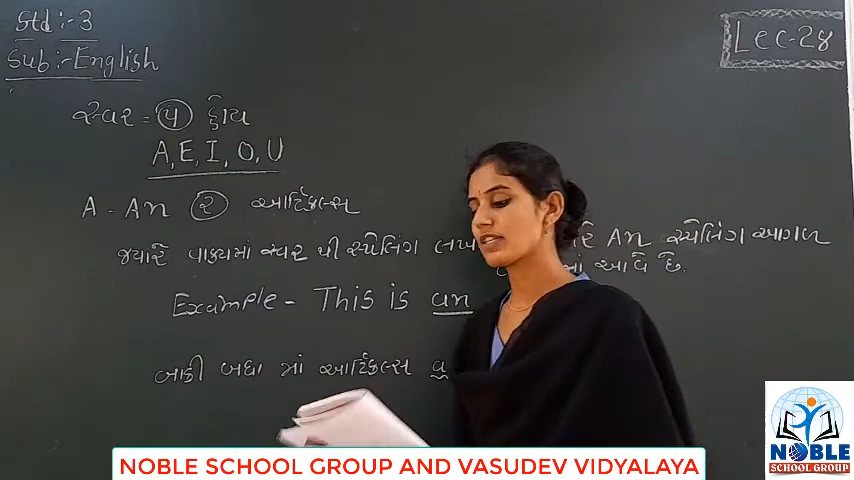 Std :- 3
Lec-28
Sub :- English
સ્વર = (૫) હોય
A, E, I, O, U
A - An (૨) આર્ટિકલ્સ
જ્યારે વાક્યમાં સ્વર થી સ્પેલિંગ An સ્પેલિંગ આગળ
આવે છે.
Example - This is an
બાકી બધા માં આર્ટિકલ્સ
NOBLE SCHOOL GROUP AND VASUDEV VIDYALAYA
NOBLE
SCHOOL GROUP